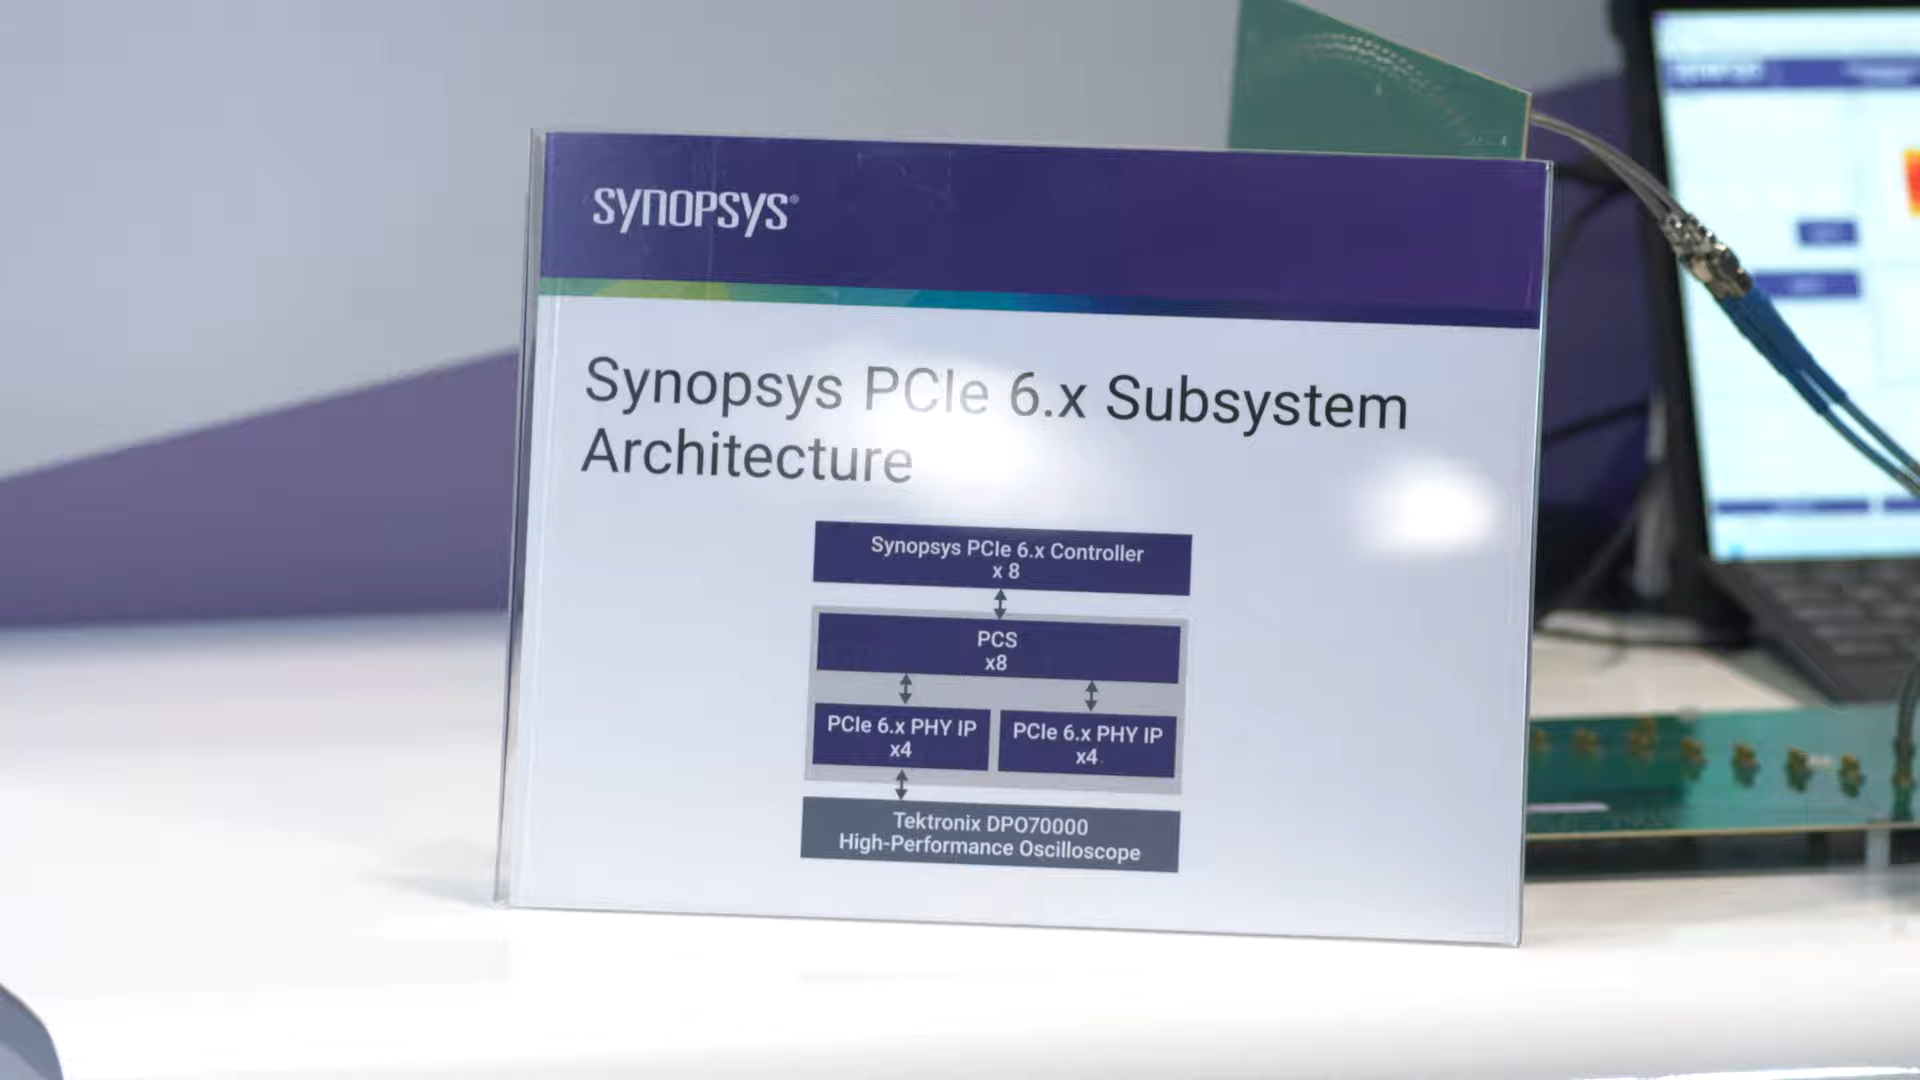 SYNOPSYS®
Synopsys PCIe 6.x Subsystem
Architecture
Synopsys PCIe 6.x Controller
x 8
PCS
x8
PCIe 6.x PHY IP
x4
PCIe 6.x PHY IP
x4
Tektronix DPO70000
High-Performance Oscilloscope